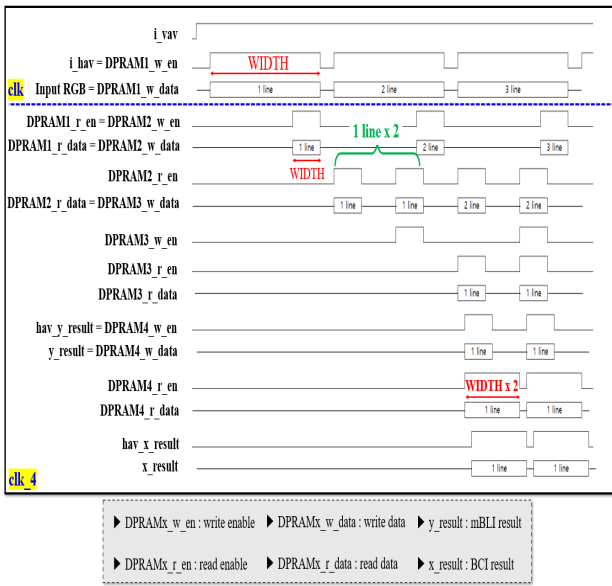 i_vav
i_hav = DPRAM1_w_en
WIDTH
clk
Input RGB = DPRAM1_w_data
1 line
2 line
3 line
DPRAM1_r_en = DPRAM2_w_en
1 line x 2
DPRAM1_r_data = DPRAM2_w_data
1 line
2 line
3 line
WIDTH
DPRAM2_r_en
DPRAM2_r_data = DPRAM3_w_data
1 line
1 line
2 line
2 line
DPRAM3_w_en
DPRAM3_r_en
DPRAM3_r_data
1 line
1 line
hav_y_result = DPRAM4_w_en
y_result = DPRAM4_w_data
1 line
1 line
DPRAM4_r_en
WIDTH x 2
DPRAM4_r_data
1 line
1 line
hav_x_result
x_result
1 line
1 line
clk_4
▶ DPRAMx_w_en : write enable ▶ DPRAMx_w_data : write data ▶ y_result : mBLI result
▶ DPRAMx_r_en : read enable ▶ DPRAMx_r_data : read data ▶ x_result : BCI result